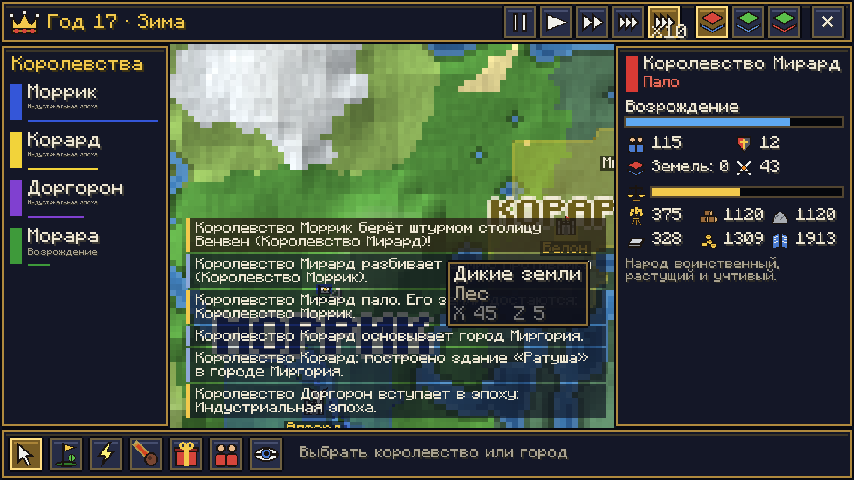 Год 17 · Зима
x10
Королевства
Моррик
Индустриальная эпоха
Корард
Индустриальная эпоха
Доргорон
Индустриальная эпоха
Морара
Возрождение
КОРАР
Белон
МОРРИК
Королевство Моррик берёт штурмом столицу
Венвен (Королевство Мирард)!
Королевство Мирард разбивает
(Королевство Моррик).
Королевство Мирард пало. Его з
Королевство Моррик.
Королевство Корард основывает город Миргория.
Королевство Корард: построено здание «Ратуша»
в городе Миргория.
Королевство Доргорон вступает в эпоху:
Индустриальная эпоха.
Дикие земли
Лес
X 45 Z 5
Королевство Мирард
Пало
Возрождение
115 12
Земель: 0 43
375 1120 1120
328 1309 1913
Народ воинственный,
растущий и учтивый.
Выбрать королевство или город